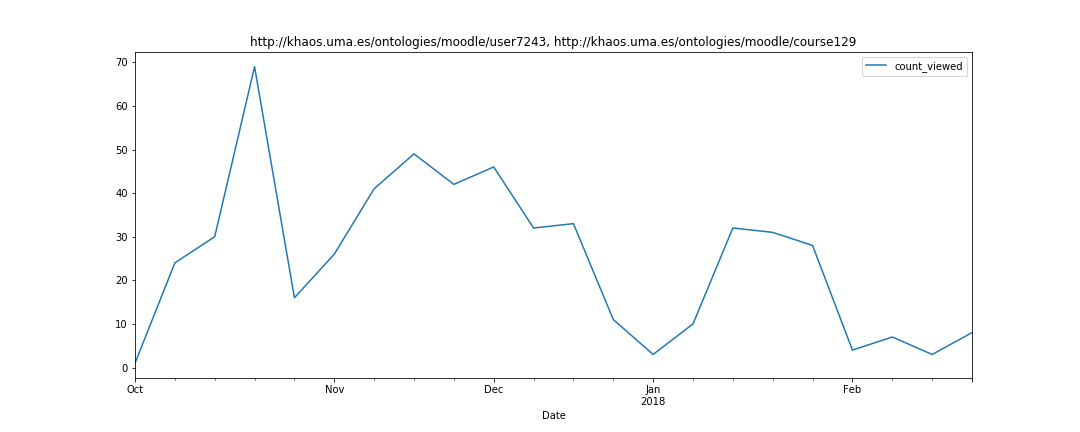 http://khaos.uma.es/ontologies/moodle/user7243, http://khaos.uma.es/ontologies/moodle/course129
count_viewed
70
60
50
40
30
20
10
0
Oct Nov Dec Jan Feb
2018
Date